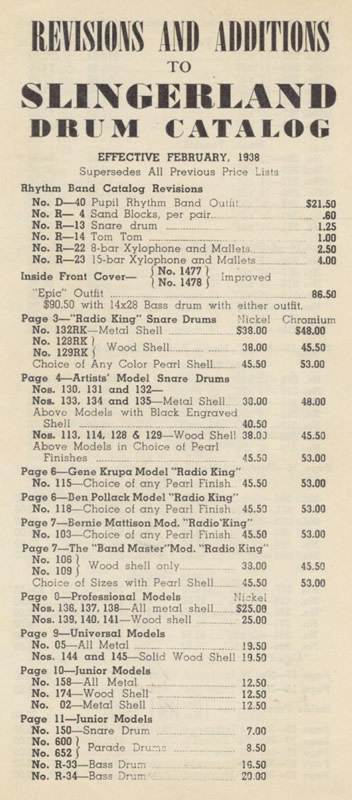 REVISIONS AND ADDITIONS
TO
SLINGERLAND
DRUM CATALOG
EFFECTIVE FEBRUARY, 1938
Supersedes All Previous Price Lists
Rhythm Band Catalog Revisions
No. D—40 Pupil Rhythm Band Outfit $21.50
No. R— 4 Sand Blocks, per pair .60
No. R—13 Snare drum 1.25
No. R—14 Tom Tom 1.00
No. R—22 8-bar Xylophone and Mallets 2.50
No. R—23 15-bar Xylophone and Mallets 4.00
Inside Front Cover— { No. 1477 } { No. 1478 } Improved
"Epic" Outfit 86.50
$90.50 with 14x28 Bass drum with either outfit.
Page 3—"Radio King" Snare Drums Nickel Chromium
No. 132RK—Metal Shell $38.00 $48.00
No. 128RK }
No. 129RK } Wood Shell 38.00 45.50
Choice of Any Color Pearl Shell 45.50 53.00
Page 4—Artists' Model Snare Drums
Nos. 130, 131 and 132—
Nos. 133, 134 and 135—Metal Shell 38.00 48.00
Above Models with Black Engraved
Shell 40.50
Nos. 113, 114, 128 & 129—Wood Shell 38.00 45.50
Above Models in Choice of Pearl
Finishes 45.50 53.00
Page 6—Gene Krupa Model "Radio King"
No. 115—Choice of any Pearl Finish 45.50 53.00
Page 6—Ben Pollack Model "Radio King"
No. 118—Choice of any Pearl Finish 45.50 53.00
Page 7—Bernie Mattison Mod. "Radio King"
No. 103—Choice of any Pearl Finish 45.50 53.00
Page 7—The "Band Master" Mod. "Radio King"
No. 106 }
No. 109 } Wood shell only 38.00 45.50
Choice of Sizes with Pearl Shell 45.50 53.00
Page 8—Professional Models Nickel
Nos. 136, 137, 138—All metal shell $25.00
Nos. 139, 140, 141—Wood shell 25.00
Page 9—Universal Models
No. 05—All Metal 19.50
Nos. 144 and 145—Solid Wood Shell 19.50
Page 10—Junior Models
No. 158—All Metal 12.50
No. 174—Wood Shell 12.50
No. 02—Metal Shell 12.50
Page 11—Junior Models
No. 150—Snare Drum 7.00
No. 600 }
No. 652 } Parade Drums 8.50
No. R-33—Bass Drum 16.50
No. R-34—Bass Drum 20.00